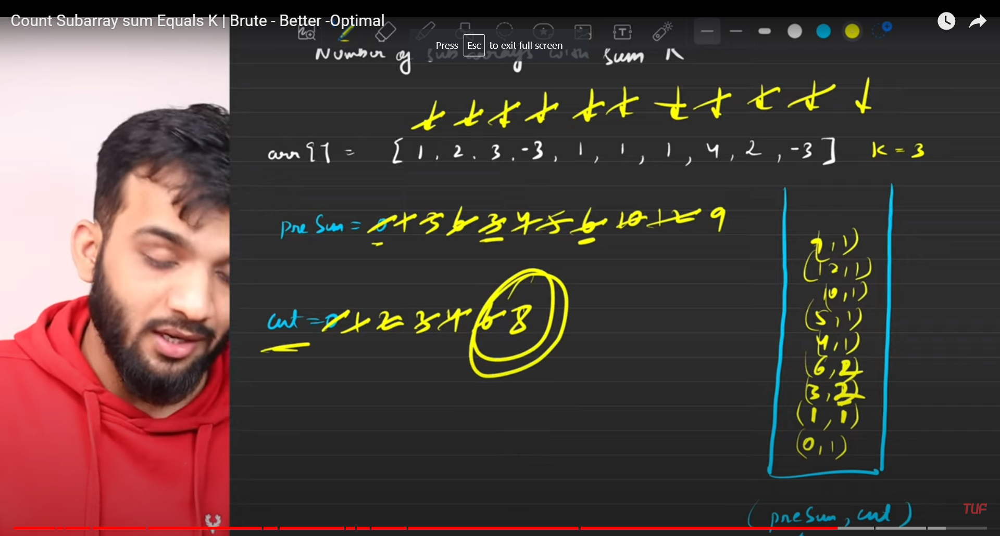 Count Subarray sum Equals K | Brute - Better -Optimal
Press Esc to exit full screen
Number of subarrays with sum K
arr[] = [1, 2, 3, -3, 1, 1, 1, 4, 2, -3] K = 3
preSum = 0 1 3 6 3 4 5 6 10 12 9
cnt = 0 1 2 3 4 6 8
9, 1)
(12, 1)
10, 1)
(5, 1)
4, 1)
(6, 2)
(3, 2)
(1, 1)
(0, 1)
(preSum, cnt)
TUF